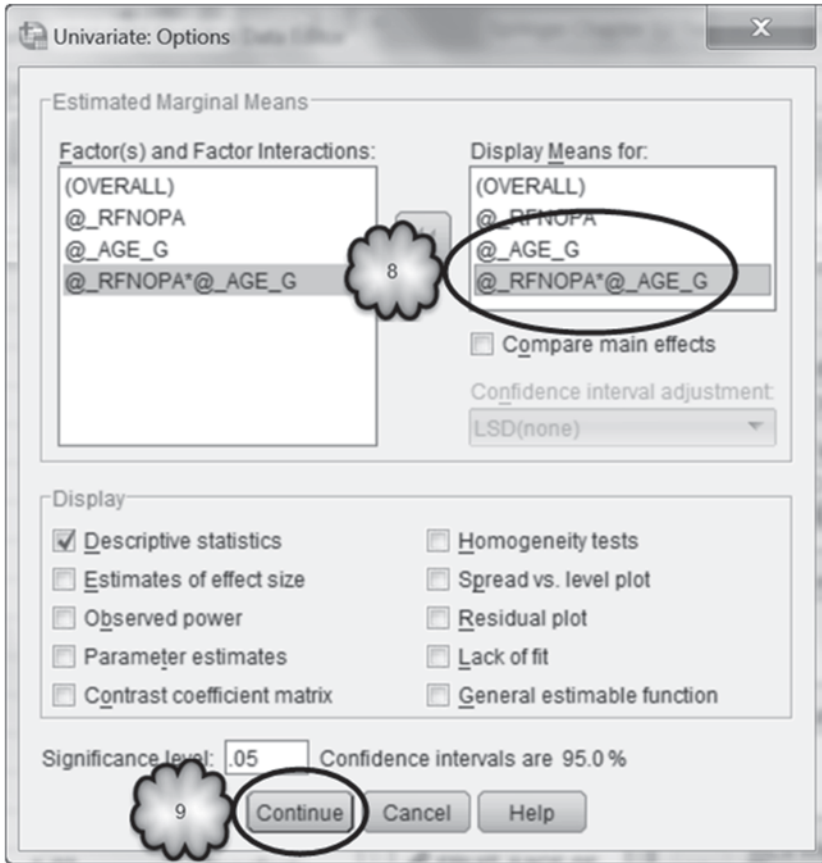 Univariate: Options
Estimated Marginal Means
Factor(s) and Factor Interactions:
(OVERALL)
@_RFNOPA
@_AGE_G
@_RFNOPA*@_AGE_G
8
Display Means for:
(OVERALL)
@_RFNOPA
@_AGE_G
@_RFNOPA*@_AGE_G
Compare main effects
Confidence interval adjustment:
LSD(none)
Display
Descriptive statistics
Estimates of effect size
Observed power
Parameter estimates
Contrast coefficient matrix
Homogeneity tests
Spread vs. level plot
Residual plot
Lack of fit
General estimable function
Significance level: .05 Confidence intervals are 95.0 %
9
Continue Cancel Help